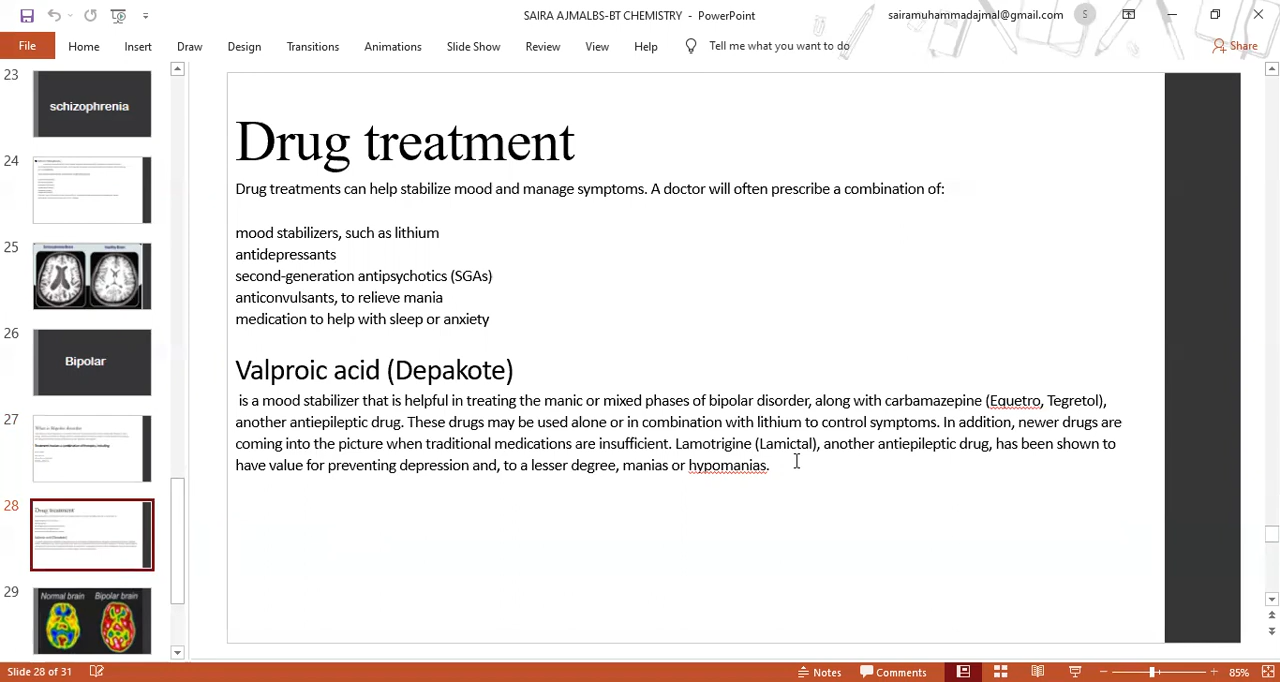 SAIRA AJMALBS-BT CHEMISTRY - PowerPoint
sairamuhammadajmal@gmail.com
S
File
Home
Insert
Draw
Design
Transitions
Animations
Slide Show
Review
View
Help
Tell me what you want to do
Share
23
schizophrenia
24
25
26
Bipolar
27
What is Bipolar disorder
28
Drug treatment
29
Normal brain
Bipolar brain
Drug treatment
Drug treatments can help stabilize mood and manage symptoms. A doctor will often prescribe a combination of:
mood stabilizers, such as lithium
antidepressants
second-generation antipsychotics (SGAs)
anticonvulsants, to relieve mania
medication to help with sleep or anxiety
Valproic acid (Depakote)
is a mood stabilizer that is helpful in treating the manic or mixed phases of bipolar disorder, along with carbamazepine (Equetro, Tegretol),
another antiepileptic drug. These drugs may be used alone or in combination with lithium to control symptoms. In addition, newer drugs are
coming into the picture when traditional medications are insufficient. Lamotrigine (Lamictal), another antiepileptic drug, has been shown to
have value for preventing depression and, to a lesser degree, manias or hypomanias.
Slide 28 of 31
Notes
Comments
85%